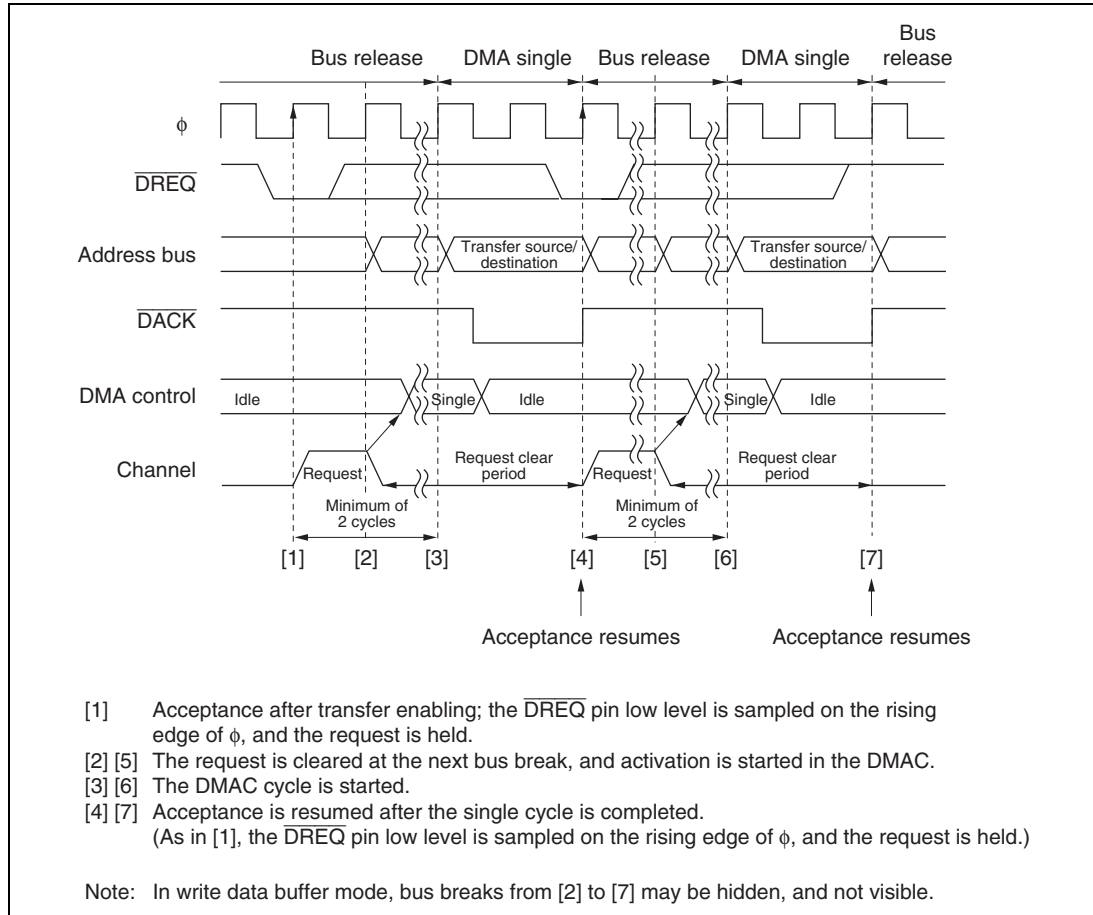 Bus
release
Bus release DMA single Bus release DMA single
ϕ
DREQ
Address bus Transfer source/ destination Transfer source/ destination
DACK
DMA control Idle Single Idle Single Idle
Channel Request Request clear period Request Request clear period
Minimum of 2 cycles Minimum of 2 cycles
[1] [2] [3] [4] [5] [6] [7]
Acceptance resumes Acceptance resumes
[1] Acceptance after transfer enabling; the DREQ pin low level is sampled on the rising
edge of ϕ, and the request is held.
[2] [5] The request is cleared at the next bus break, and activation is started in the DMAC.
[3] [6] The DMAC cycle is started.
[4] [7] Acceptance is resumed after the single cycle is completed.
(As in [1], the DREQ pin low level is sampled on the rising edge of ϕ, and the request is held.)
Note: In write data buffer mode, bus breaks from [2] to [7] may be hidden, and not visible.